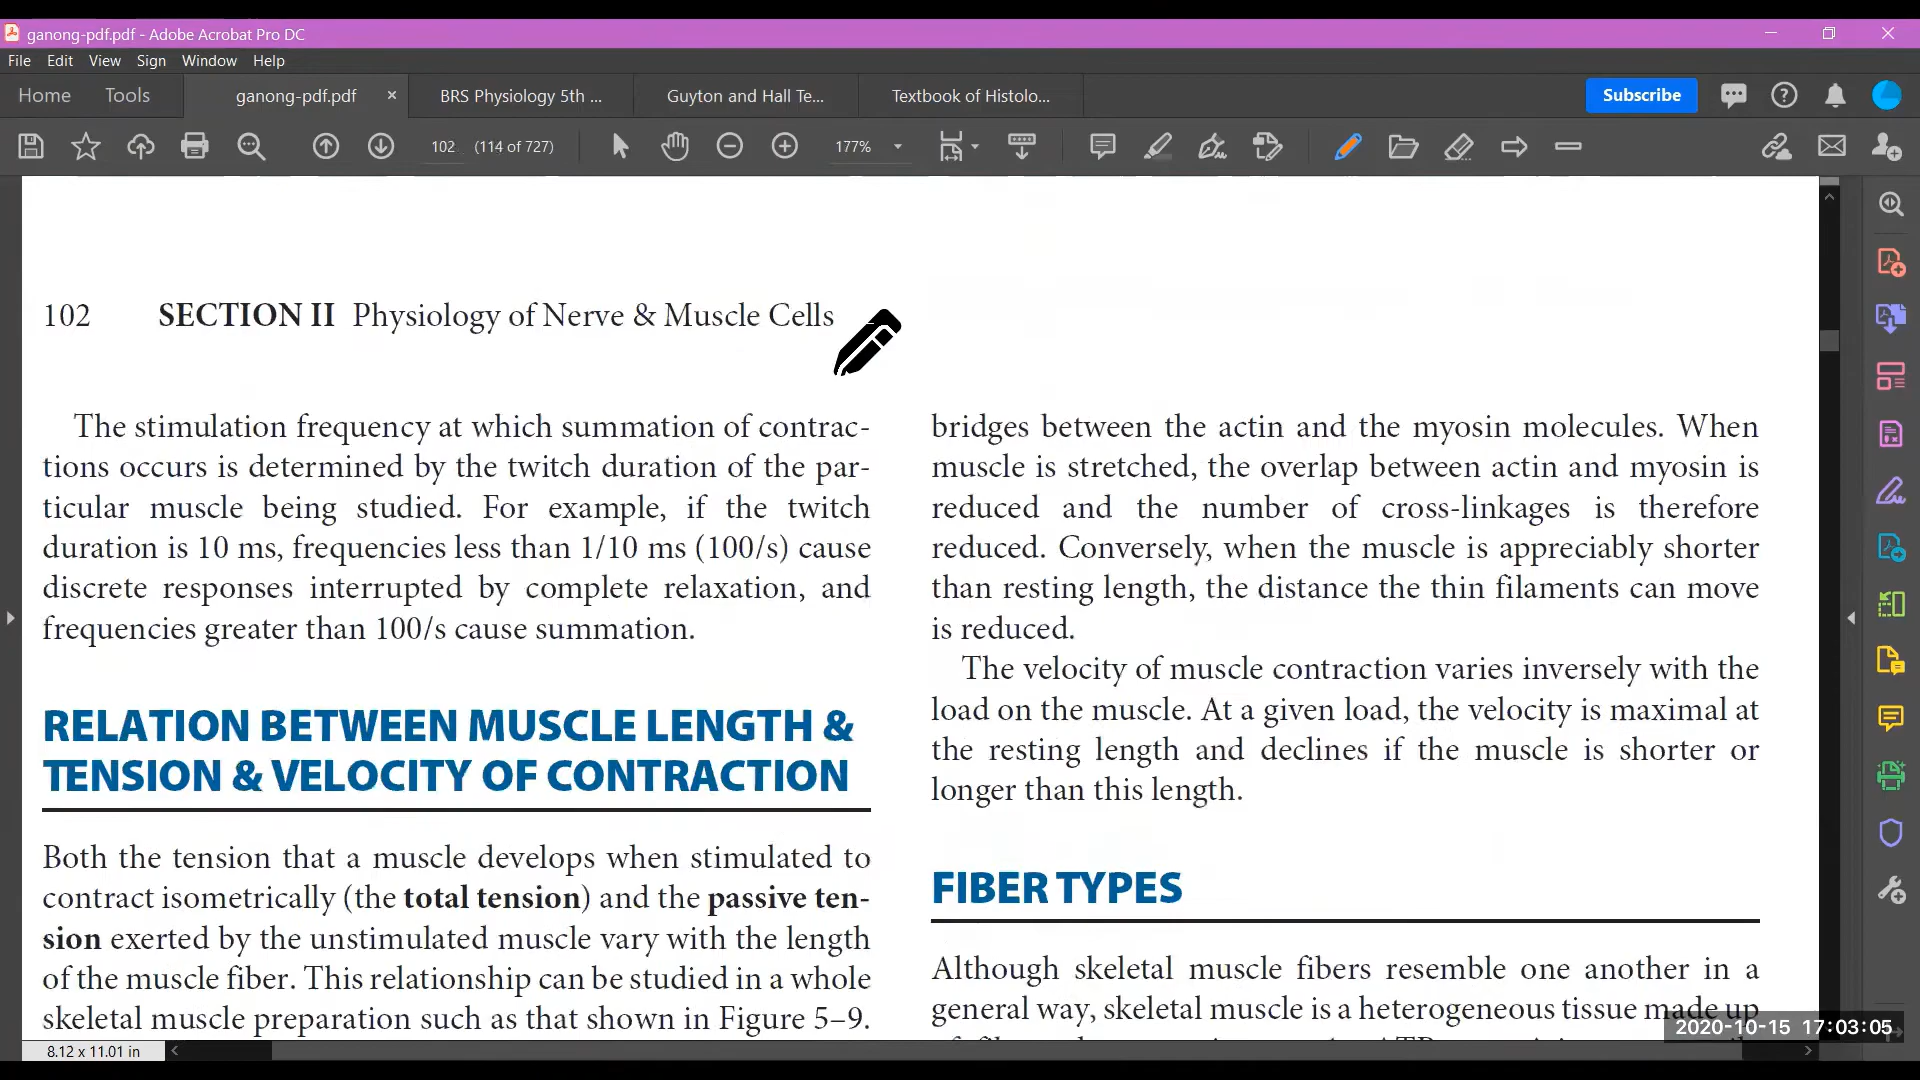 ganong-pdf.pdf - Adobe Acrobat Pro DC
File Edit View Sign Window Help
Home Tools ganong-pdf.pdf × BRS Physiology 5th ... Guyton and Hall Te... Textbook of Histolo... Subscribe
102 (114 of 727) 177%
102 SECTION II Physiology of Nerve & Muscle Cells
The stimulation frequency at which summation of contrac-
tions occurs is determined by the twitch duration of the par-
ticular muscle being studied. For example, if the twitch
duration is 10 ms, frequencies less than 1/10 ms (100/s) cause
discrete responses interrupted by complete relaxation, and
frequencies greater than 100/s cause summation.
RELATION BETWEEN MUSCLE LENGTH &
TENSION & VELOCITY OF CONTRACTION
Both the tension that a muscle develops when stimulated to
contract isometrically (the total tension) and the passive ten-
sion exerted by the unstimulated muscle vary with the length
of the muscle fiber. This relationship can be studied in a whole
skeletal muscle preparation such as that shown in Figure 5–9.
bridges between the actin and the myosin molecules. When
muscle is stretched, the overlap between actin and myosin is
reduced and the number of cross-linkages is therefore
reduced. Conversely, when the muscle is appreciably shorter
than resting length, the distance the thin filaments can move
is reduced.
The velocity of muscle contraction varies inversely with the
load on the muscle. At a given load, the velocity is maximal at
the resting length and declines if the muscle is shorter or
longer than this length.
FIBER TYPES
Although skeletal muscle fibers resemble one another in a
general way, skeletal muscle is a heterogeneous tissue made up
2020-10-15 17:03:05
8.12 x 11.01 in